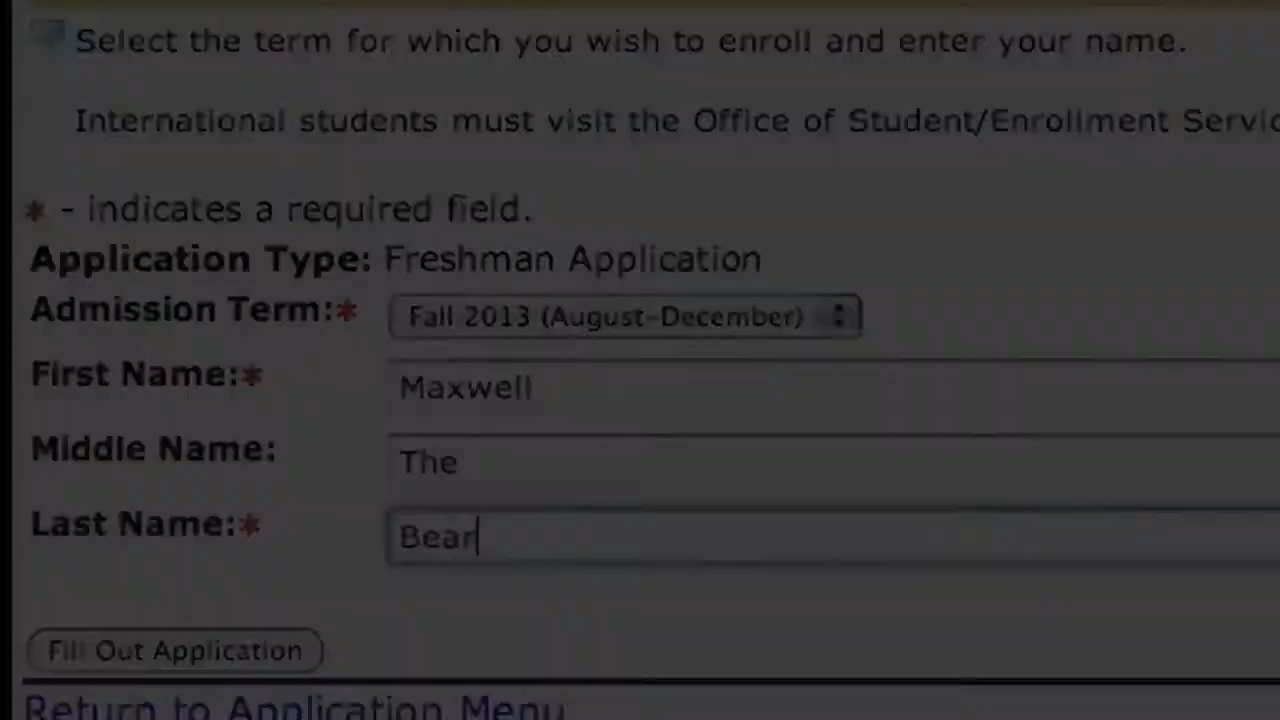 Select the term for which you wish to enroll and enter your name.
International students must visit the Office of Student/Enrollment
* - indicates a required field.
Application Type: Freshman Application
Admission Term:* Fall 2013 (August-December)
First Name:* Maxwell
Middle Name: The
Last Name:* Bear
Fill Out Application
Return to Application Menu